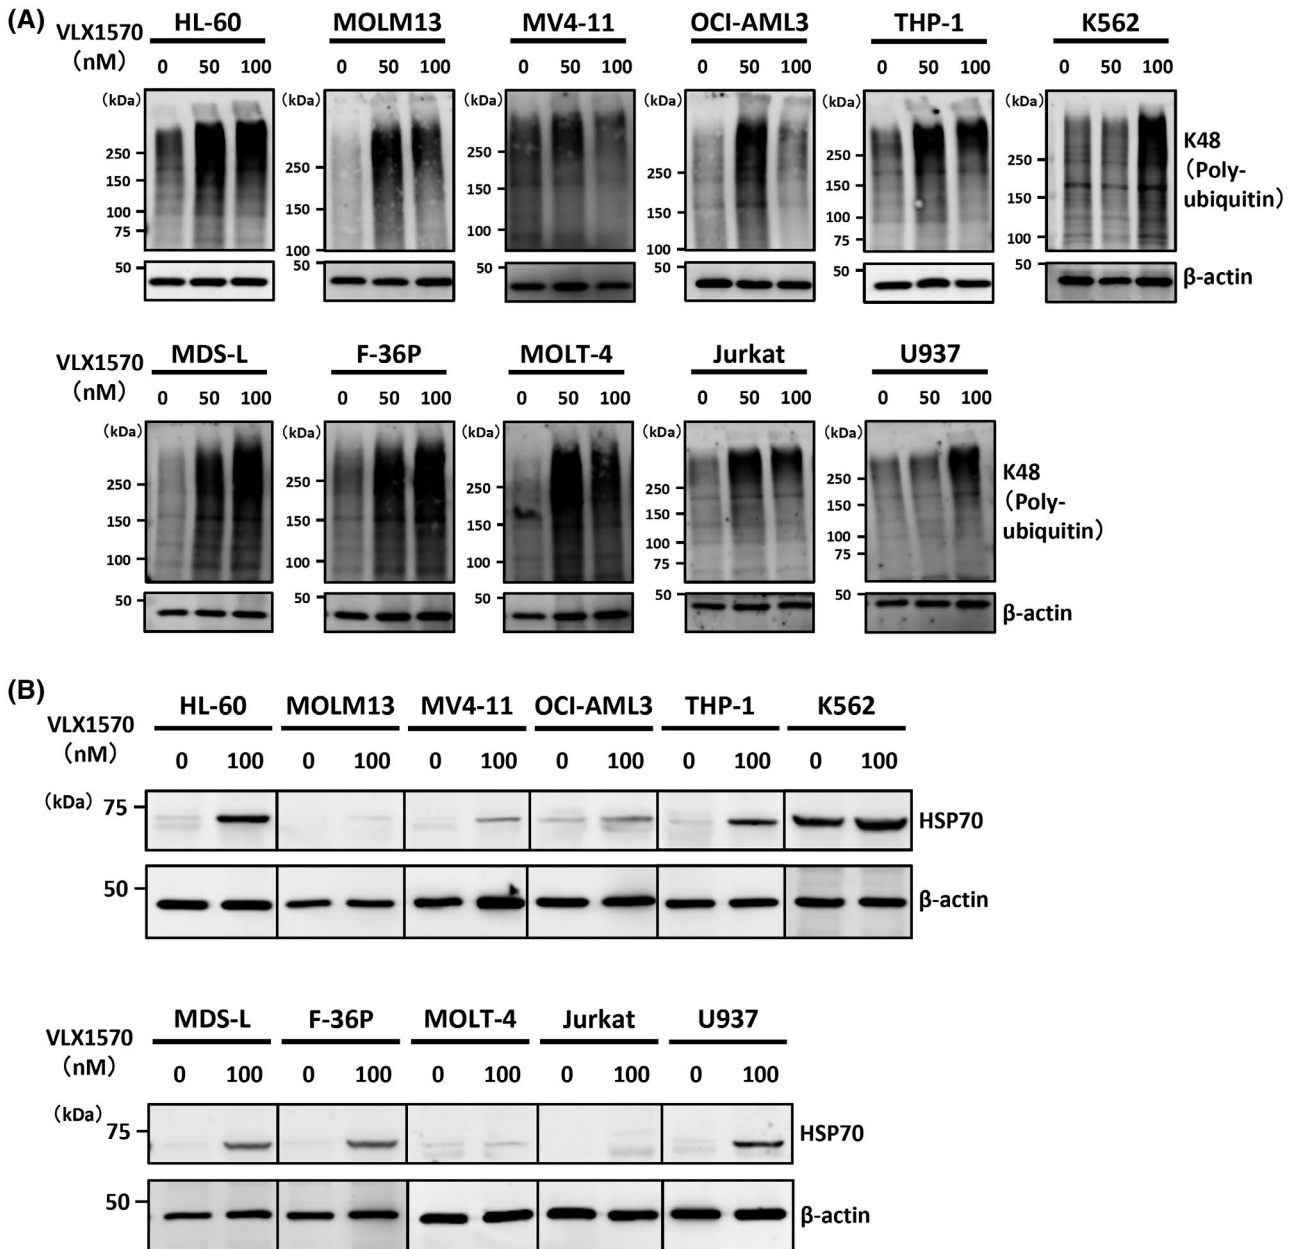 (A)
VLX1570
（nM）
HL-60 MOLM13 MV4-11 OCI-AML3 THP-1 K562
0 50 100 0 50 100 0 50 100 0 50 100 0 50 100 0 50 100
（kDa） （kDa） （kDa） （kDa） （kDa） （kDa）
250 150 100 75 50
250 150 100 50
250 150 100 50
250 150 100 50
250 150 100 75 50
250 150 100 50
K48
（Poly-
ubiquitin）
β-actin
VLX1570
（nM）
MDS-L F-36P MOLT-4 Jurkat U937
0 50 100 0 50 100 0 50 100 0 50 100 0 50 100
（kDa） （kDa） （kDa） （kDa） （kDa）
250 150 100 50
250 150 100 50
250 150 100 50
250 150 100 75 50
250 150 100 75 50
K48
（Poly-
ubiquitin）
β-actin
(B)
VLX1570
（nM）
HL-60 MOLM13 MV4-11 OCI-AML3 THP-1 K562
0 100 0 100 0 100 0 100 0 100 0 100
（kDa） 75
HSP70
50
β-actin
VLX1570
（nM）
MDS-L F-36P MOLT-4 Jurkat U937
0 100 0 100 0 100 0 100 0 100
（kDa）
75
HSP70
50
β-actin